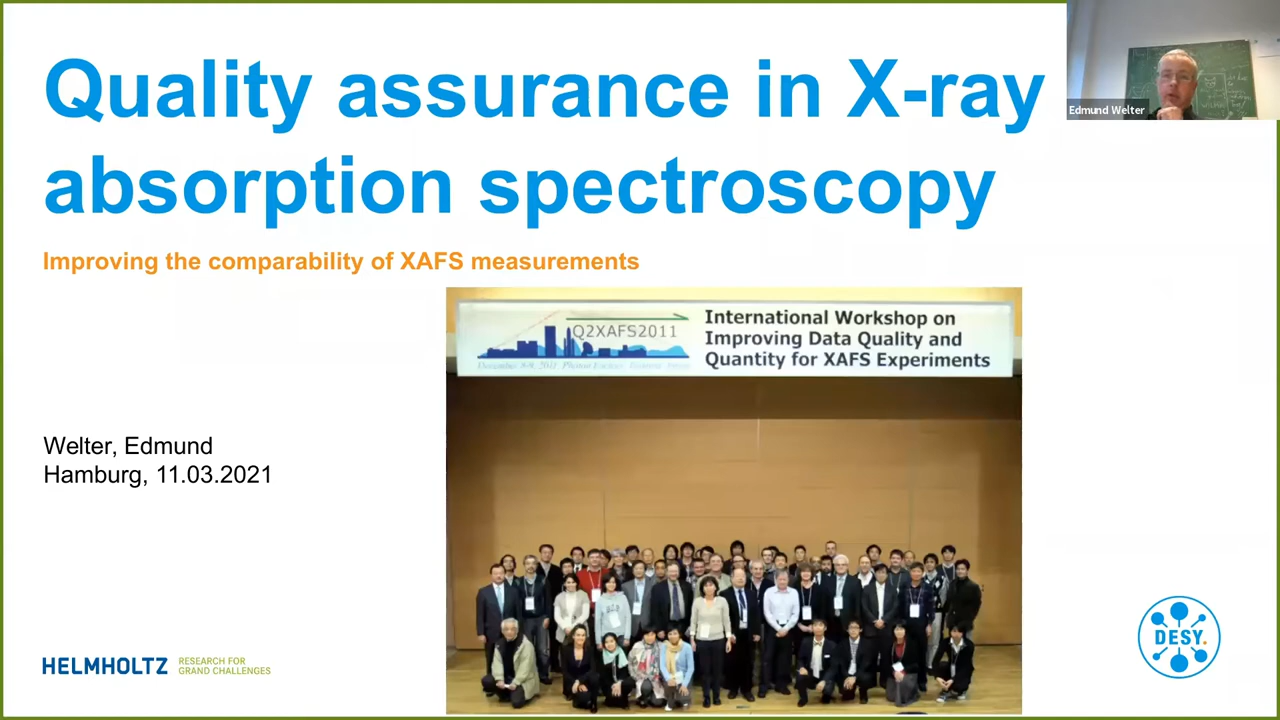 Quality assurance in X-ray
absorption spectroscopy
Edmund Welter
Improving the comparability of XAFS measurements
Q2XAFS2011
International Workshop on
Improving Data Quality and
Quantity for XAFS Experiments
Welter, Edmund
Hamburg, 11.03.2021
HELMHOLTZ
RESEARCH FOR
GRAND CHALLENGES
DESY.